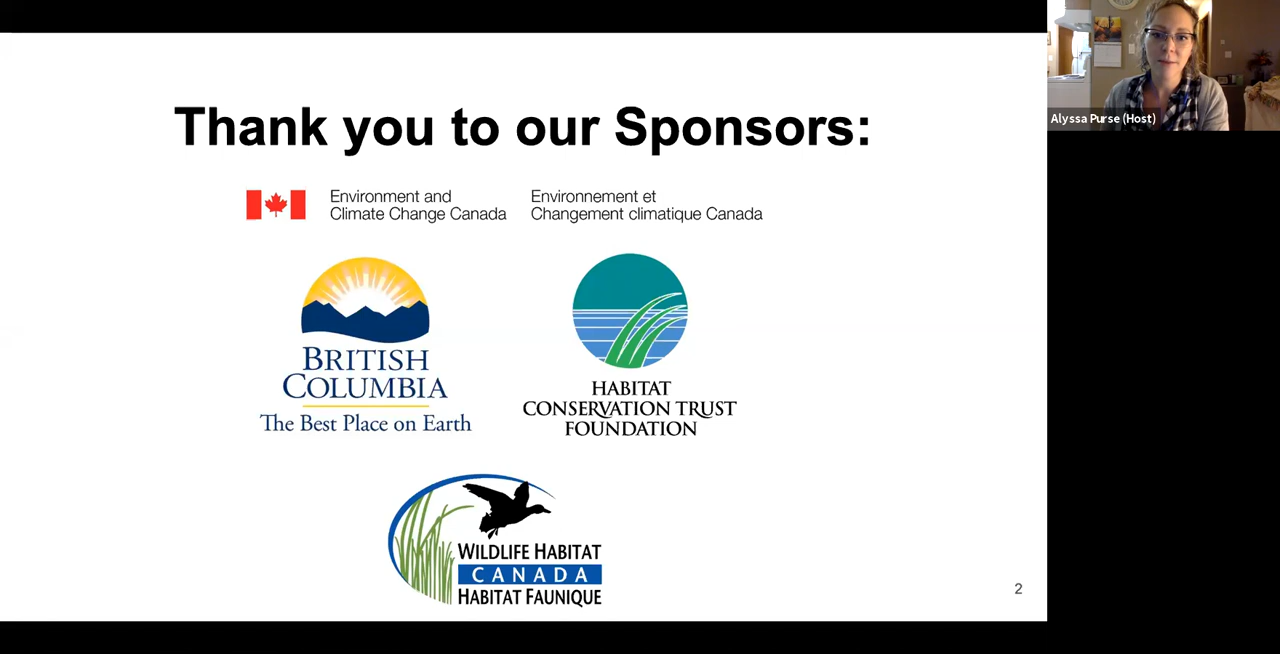 Thank you to our Sponsors:
Alyssa Purse (Host)
Environment and
Climate Change Canada
Environnement et
Changement climatique Canada
BRITISH
COLUMBIA
The Best Place on Earth
HABITAT
CONSERVATION TRUST
FOUNDATION
WILDLIFE HABITAT
CANADA
HABITAT FAUNIQUE
2